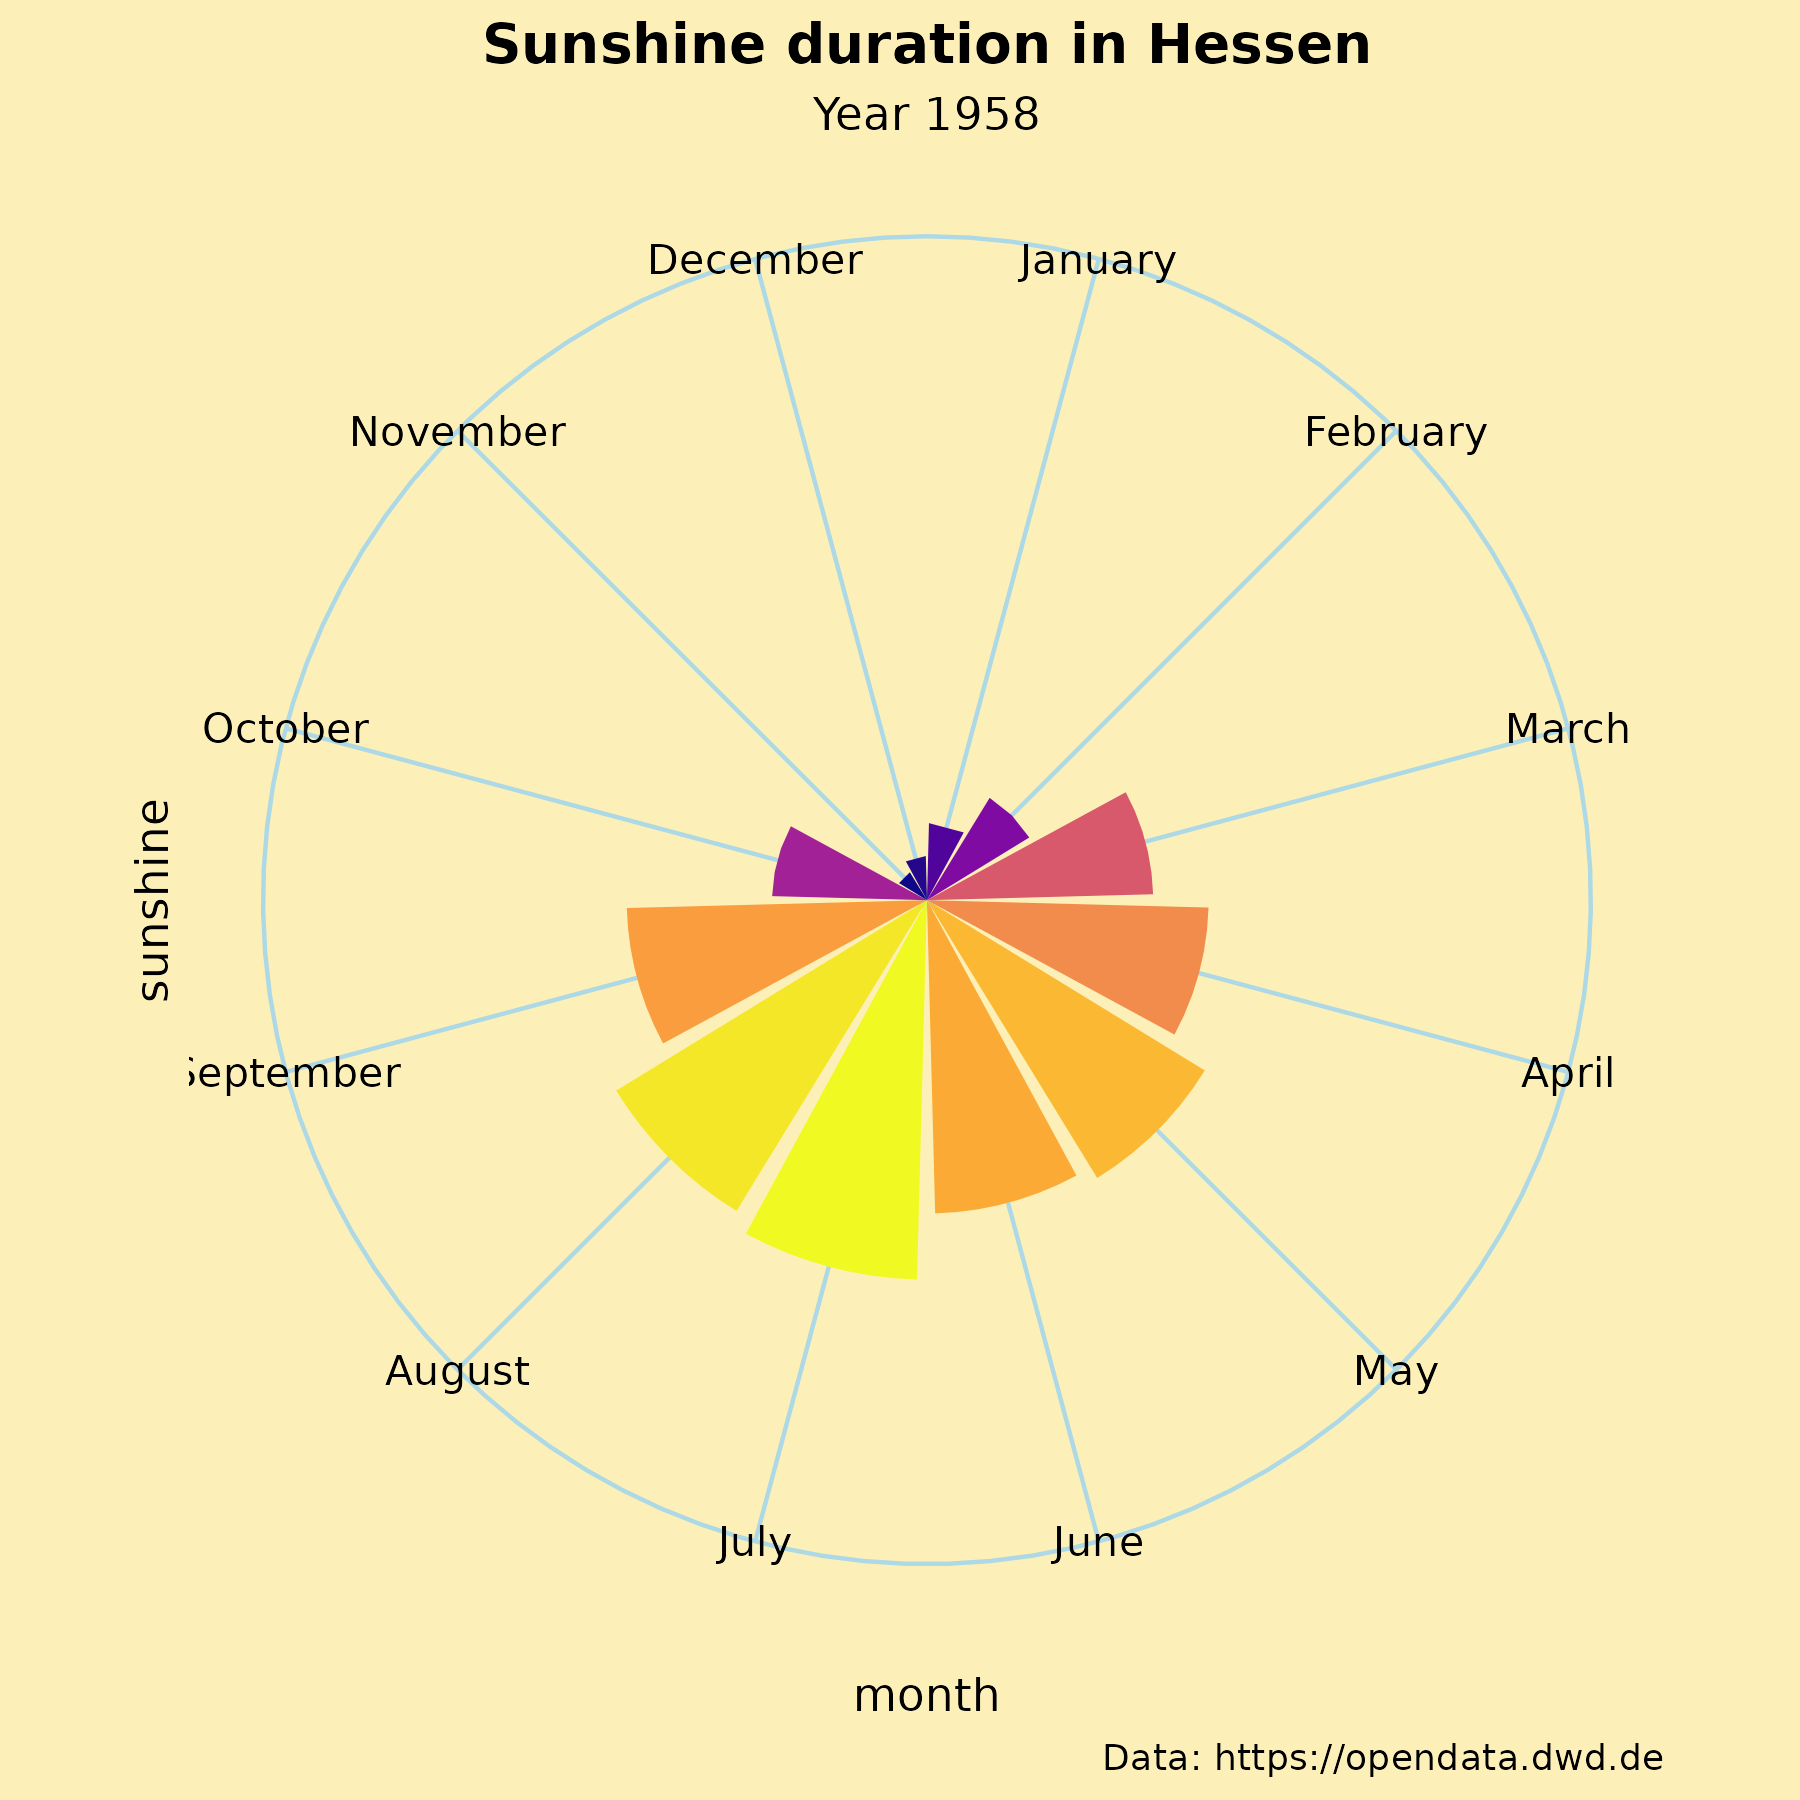 Sunshine duration in Hessen
Year 1958
December
January
November
February
October
March
sunshine
September
April
August
May
July
June
month
Data: https://opendata.dwd.de